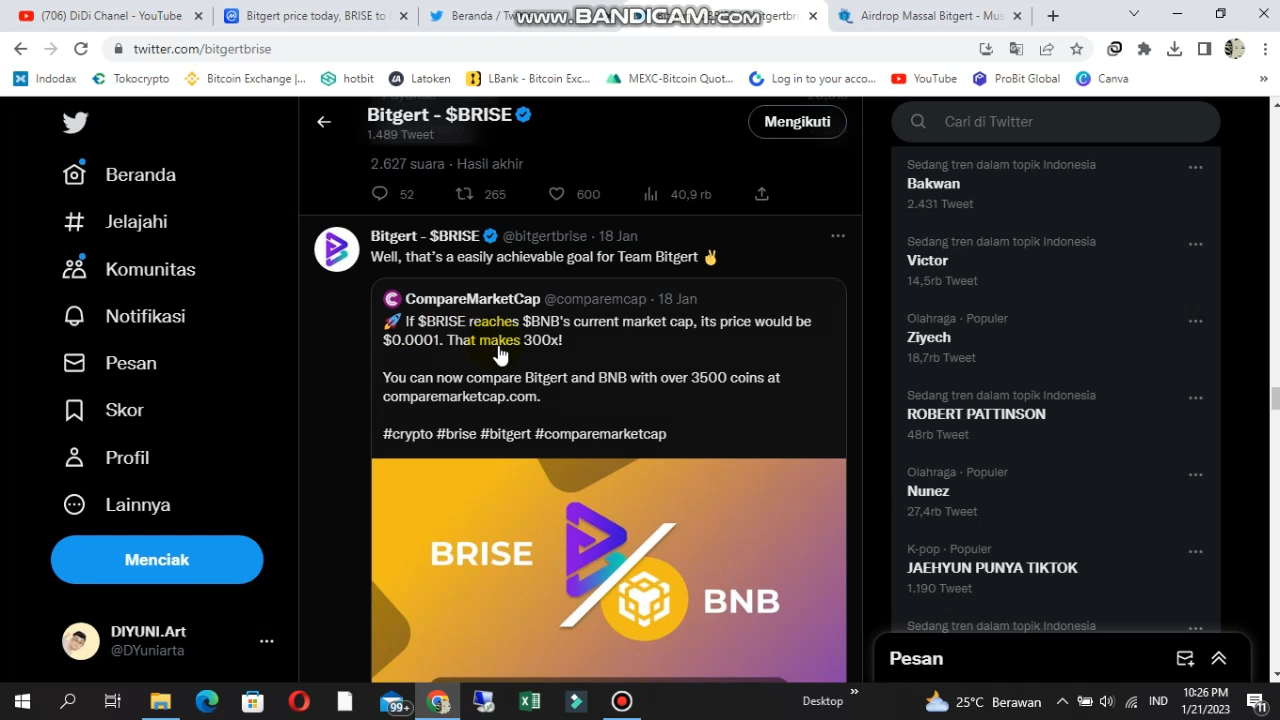 (706) DiDi Chanel - YouTube
Bitgert price today, BRISE to
Beranda / Tw
www.BANDICAM.com
Airdrop Massal Bitgert - Mus
twitter.com/bitgertbrise
Indodax
Tokocrypto
Bitcoin Exchange |...
hotbit
Latoken
LBank - Bitcoin Exc...
MEXC-Bitcoin Quot...
Log in to your acco...
YouTube
ProBit Global
Canva
Beranda
Jelajahi
Komunitas
Notifikasi
Pesan
Skor
Profil
Lainnya
Menciak
DIYUNI.Art
@DYuniarta
Bitgert - $BRISE
1.489 Tweet
Mengikuti
2.627 suara · Hasil akhir
52 265 600 40,9 rb
Bitgert - $BRISE @bitgertbrise · 18 Jan
Well, that's a easily achievable goal for Team Bitgert ✌
CompareMarketCap @comparemcap · 18 Jan
🚀 If $BRISE reaches $BNB's current market cap, its price would be
$0.0001. That makes 300x!
You can now compare Bitgert and BNB with over 3500 coins at
comparemarketcap.com.
#crypto #brise #bitgert #comparemarketcap
BRISE
BNB
Cari di Twitter
Sedang tren dalam topik Indonesia
Bakwan
2.431 Tweet
Sedang tren dalam topik Indonesia
Victor
14,5rb Tweet
Olahraga · Populer
Ziyech
18,7rb Tweet
Sedang tren dalam topik Indonesia
ROBERT PATTINSON
48rb Tweet
Olahraga · Populer
Nunez
27,4rb Tweet
K-pop · Populer
JAEHYUN PUNYA TIKTOK
1.190 Tweet
Sedang tren dalam topik Indonesia
Pesan
99+
Desktop
25°C Berawan
IND
10:26 PM
1/21/2023
11